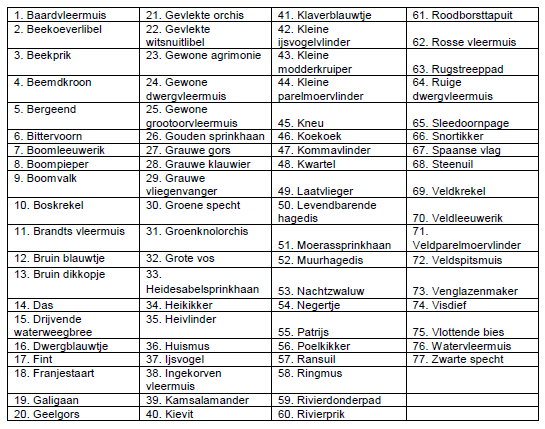 1. Baardvleermuis
2. Beekoeverlibel
3. Beekprik
4. Beemdkroon
5. Bergeend
6. Bittervoorn
7. Boomleeuwerik
8. Boompieper
9. Boomvalk
10. Boskrekel
11. Brandts vleermuis
12. Bruin blauwtje
13. Bruin dikkopje
14. Das
15. Drijvende
waterweegbree
16. Dwergblauwtje
17. Fint
18. Franjestaart
19. Galigaan
20. Geelgors
21. Gevlekte orchis
22. Gevlekte
witsnuitlibel
23. Gewone agrimonie
24. Gewone
dwergvleermuis
25. Gewone
grootoorvleermuis
26. Gouden sprinkhaan
27. Grauwe gors
28. Grauwe klauwier
29. Grauwe
vliegenvanger
30. Groene specht
31. Groenknolorchis
32. Grote vos
33.
Heidesabelsprinkhaan
34. Heikikker
35. Heivlinder
36. Huismus
37. Ijsvogel
38. Ingekorven
vleermuis
39. Kamsalamander
40. Kievit
41. Klaverblauwtje
42. Kleine
ijsvogelvlinder
43. Kleine
modderkruiper
44. Kleine
parelmoervlinder
45. Kneu
46. Koekoek
47. Kommavlinder
48. Kwartel
49. Laatvlieger
50. Levendbarende
hagedis
51. Moerassprinkhaan
52. Muurhagedis
53. Nachtzwaluw
54. Negertje
55. Patrijs
56. Poelkikker
57. Ransuil
58. Ringmus
59. Rivierdonderpad
60. Rivierprik
61. Roodborsttapuit
62. Rosse vleermuis
63. Rugstreeppad
64. Ruige
dwergvleermuis
65. Sleedoornpage
66. Snortikker
67. Spaanse vlag
68. Steenuil
69. Veldkrekel
70. Veldleeuwerik
71.
Veldparelmoervlinder
72. Veldspitsmuis
73. Venglazenmaker
74. Visdief
75. Vlottende bies
76. Watervleermuis
77. Zwarte specht